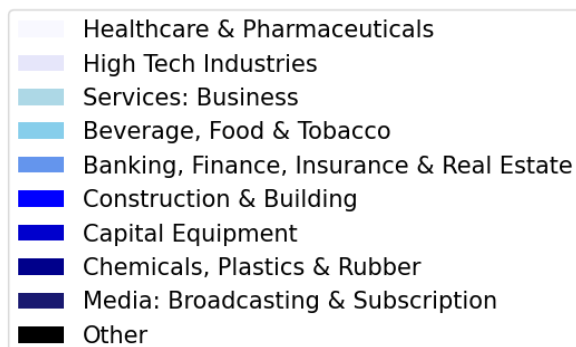 Healthcare & Pharmaceuticals
High Tech Industries
Services: Business
Beverage, Food & Tobacco
Banking, Finance, Insurance & Real Estate
Construction & Building
Capital Equipment
Chemicals, Plastics & Rubber
Media: Broadcasting & Subscription
Other